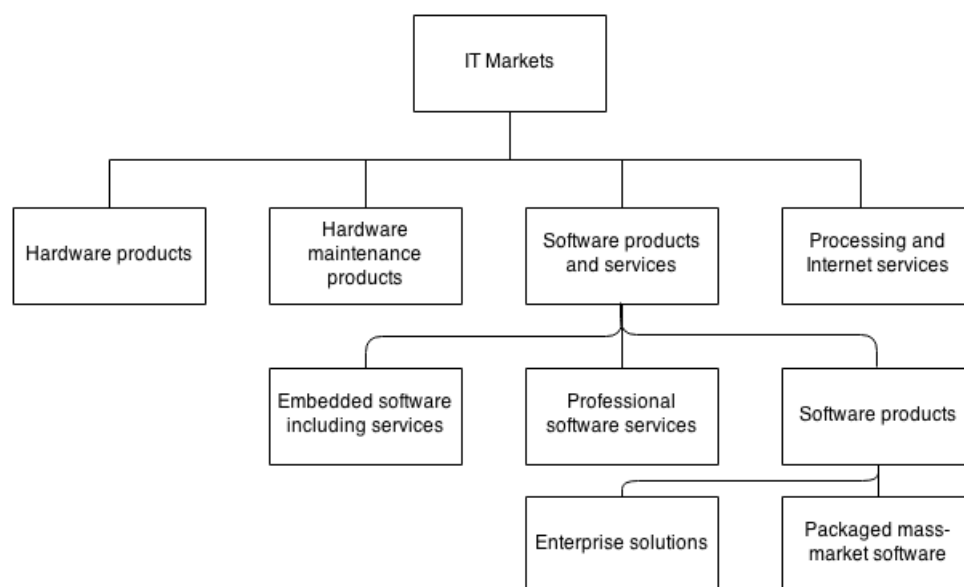 IT Markets
Hardware products
Hardware
maintenance
products
Software products
and services
Processing and
Internet services
Embedded software
including services
Professional
software services
Software products
Enterprise solutions
Packaged mass-
market software